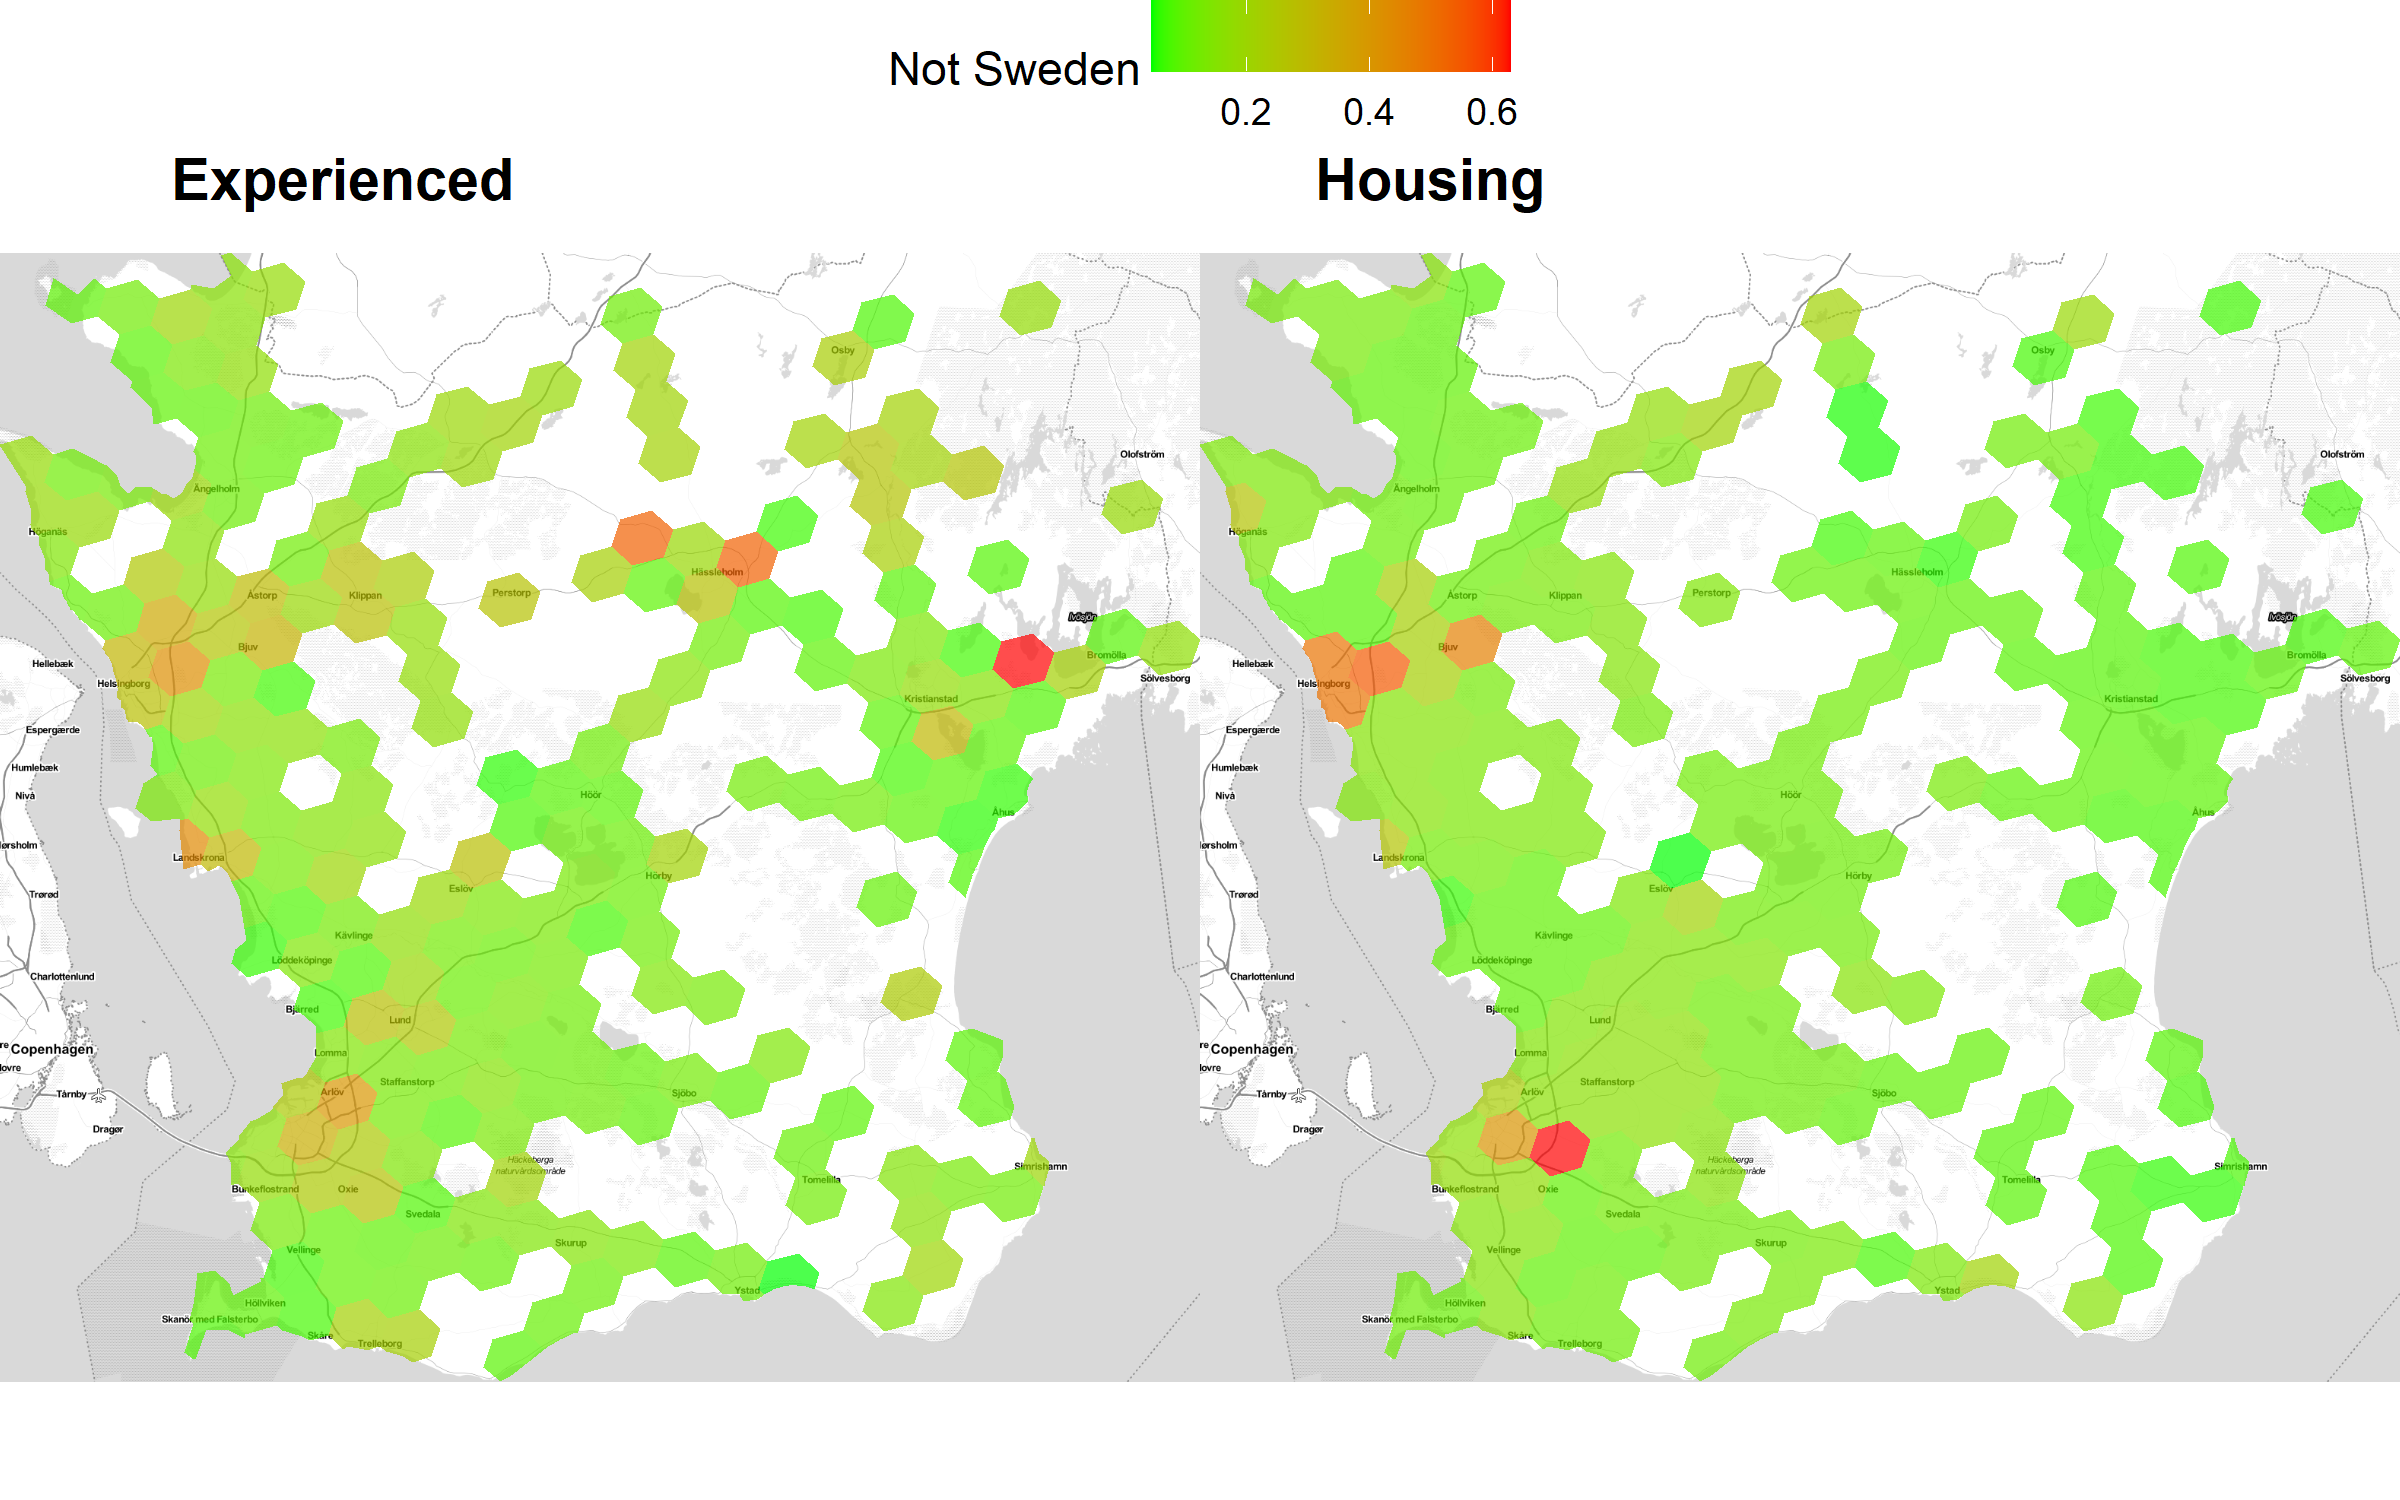 Not Sweden
0.2 0.4 0.6
Experienced Housing
Osby
Olofström
Ängelholm
Höganäs
Hässleholm
Perstorp
Åstorp
Klippan
Ivösjön
Bjuv
Bromölla
Hellebæk
Sölvesborg
Helsingborg
Kristianstad
Espergærde
Humlebæk
Nivå
Höör
Åhus
ørsholm
Landskrona
Hörby
Eslöv
Trørød
Kävlinge
Löddeköpinge
Charlottenlund
Bjärred
Lund
re Copenhagen
Lomma
lovre
Staffanstorp
Arlöv
Sjöbo
Tårnby
Dragør
Häckeberga
naturvårdsområde
Simrishamn
Tomelilla
Bunkeflostrand
Oxie
Svedala
Skurup
Vellinge
Ystad
Höllviken
Skanör med Falsterbo
Skåre
Trelleborg
Osby
Olofström
Ängelholm
Höganäs
Hässleholm
Perstorp
Åstorp
Klippan
Ivösjön
Bjuv
Bromölla
Hellebæk
Sölvesborg
Helsingborg
Kristianstad
Espergærde
Humlebæk
Nivå
Höör
Åhus
ørsholm
Landskrona
Hörby
Eslöv
Trørød
Kävlinge
Löddeköpinge
Charlottenlund
Bjärred
Lund
re Copenhagen
Lomma
lovre
Staffanstorp
Arlöv
Sjöbo
Tårnby
Dragør
Häckeberga
naturvårdsområde
Simrishamn
Tomelilla
Bunkeflostrand
Oxie
Svedala
Skurup
Vellinge
Ystad
Höllviken
Skanör med Falsterbo
Skåre
Trelleborg